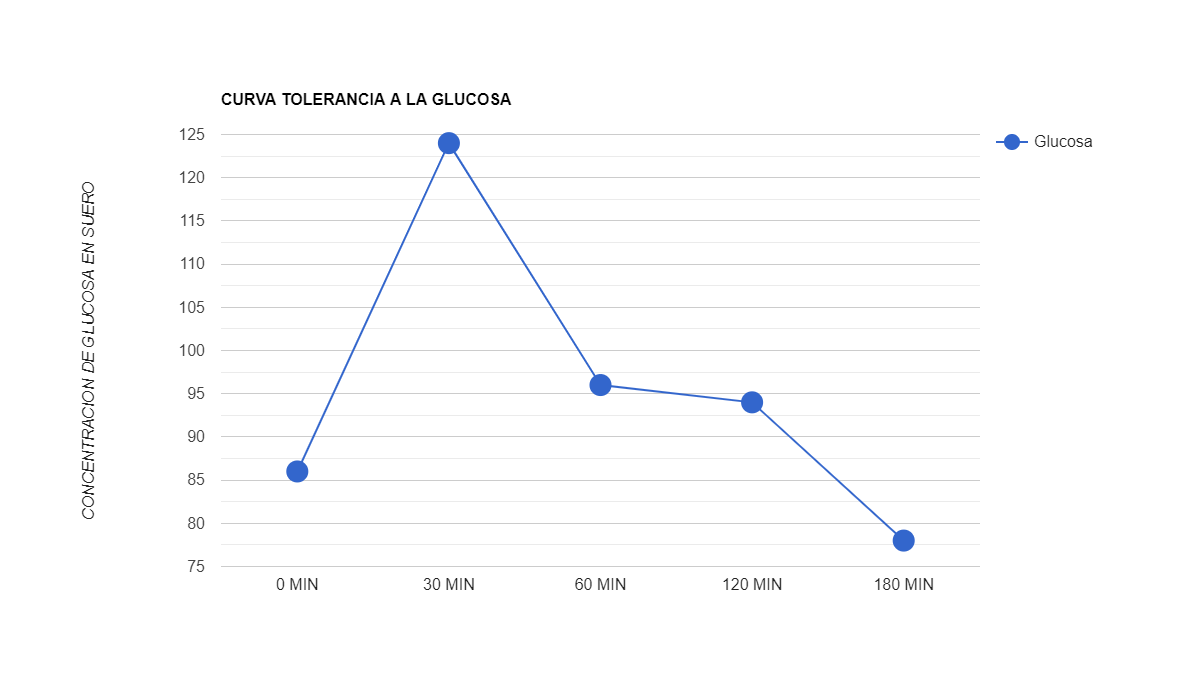 CURVA TOLERANCIA A LA GLUCOSA
125
120
115
110
105
100
95
90
85
80
75
CONCENTRACION DE GLUCOSA EN SUERO
0 MIN
30 MIN
60 MIN
120 MIN
180 MIN
Glucosa